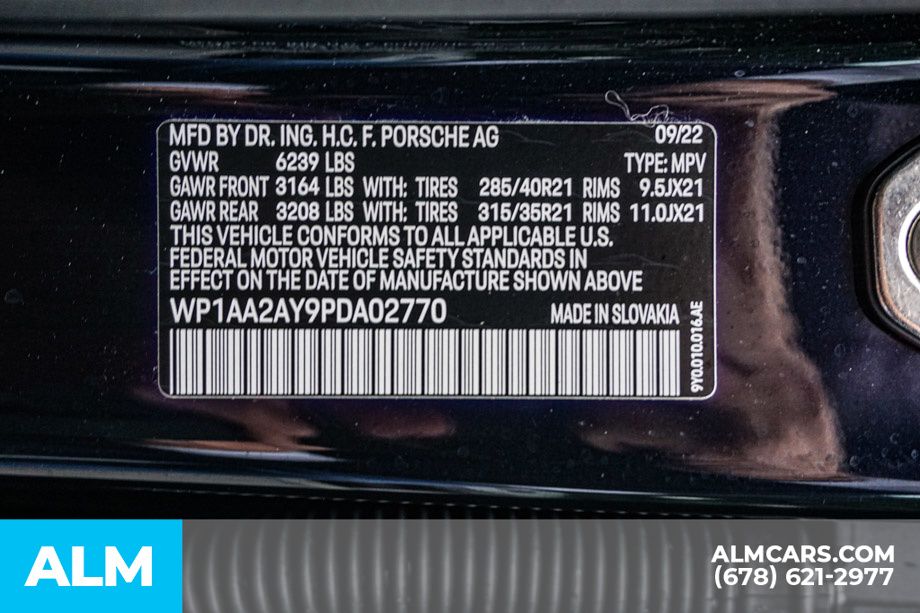 MFD BY DR. ING. H.C. F. PORSCHE AG 09/22
GVWR 6239 LBS TYPE: MPV
GAWR FRONT 3164 LBS WITH: TIRES 285/40R21 RIMS 9.5JX21
GAWR REAR 3208 LBS WITH: TIRES 315/35R21 RIMS 11.0JX21
THIS VEHICLE CONFORMS TO ALL APPLICABLE U.S.
FEDERAL MOTOR VEHICLE SAFETY STANDARDS IN
EFFECT ON THE DATE OF MANUFACTURE SHOWN ABOVE
WP1AA2AY9PDA02770 MADE IN SLOVAKIA
9Y0.010.016.AE
ALM
ALMCARS.COM
(678) 621-2977